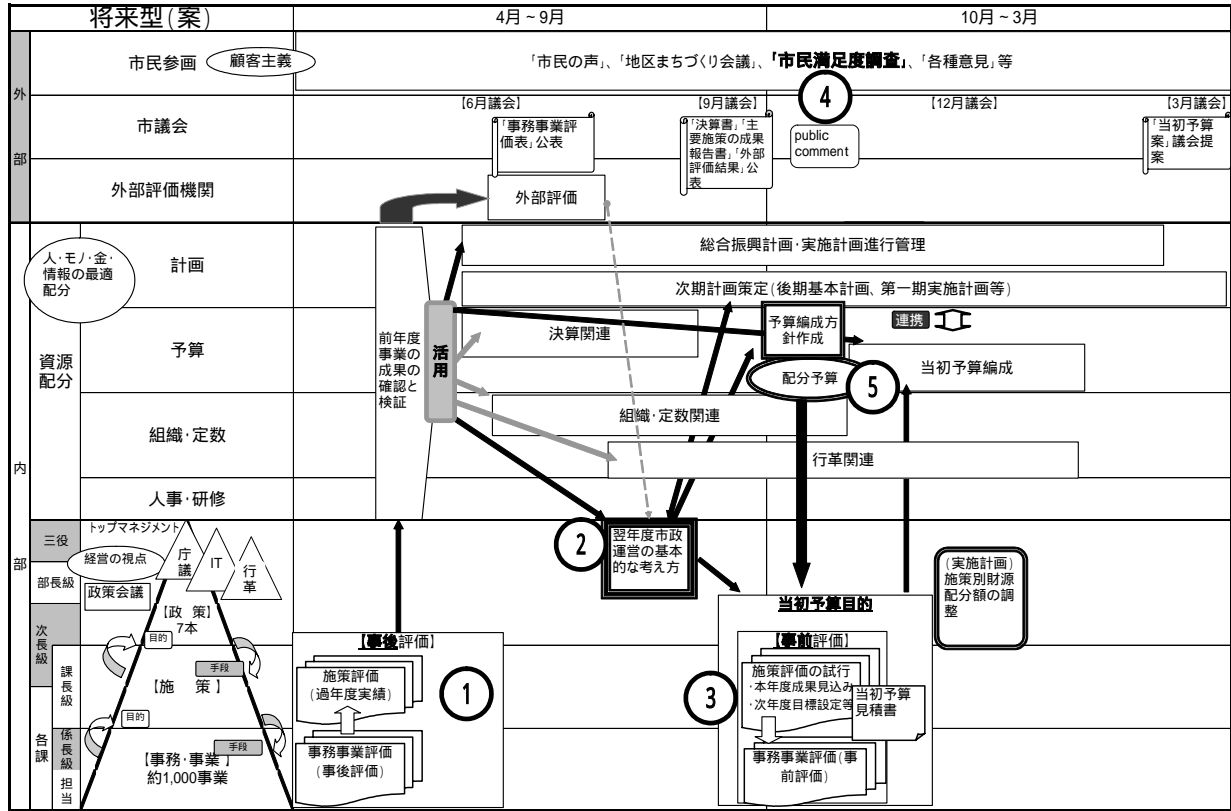 将来型(案)
4月～9月
10月～3月
外部
市民参画
顧客主義
「市民の声」、「地区まちづくり会議」、「市民満足度調査」、「各種意見」等
4
市議会
【6月議会】
【9月議会】
【12月議会】
【3月議会】
「事務事業評
価表」公表
「決算書」「主
要施策の成果
報告書」「外部
評価結果」公
表
public
comment
「当初予算
案」議会提
案
外部評価機関
外部評価
内部
人・モノ・金・
情報の最適
配分
資源
配分
計画
総合振興計画・実施計画進行管理
次期計画策定(後期基本計画、第一期実施計画等)
予算
前年度
事業の
成果の
確認と
検証
活用
決算関連
予算編成方
針作成
連携
配分予算
5
当初予算編成
組織・定数
組織・定数関連
行革関連
人事・研修
三役
部長級
次長級
課長級
各課
係長級
担当
トップマネジメント
経営の視点
政策会議
庁議
IT
行革
【政 策】
7本
目的
手段
【施 策】
目的
手段
【事務・事業】
約1,000事業
2
翌年度市政
運営の基本
的な考え方
【事後評価】
施策評価
(過年度実績)
1
事務事業評価
(事後評価)
当初予算目的
【事前評価】
3
施策評価の試行
・本年度成果見込み
・次年度目標設定等
当初予算
見積書
事務事業評価(事
前評価)
(実施計画)
施策別財源
配分額の調
整